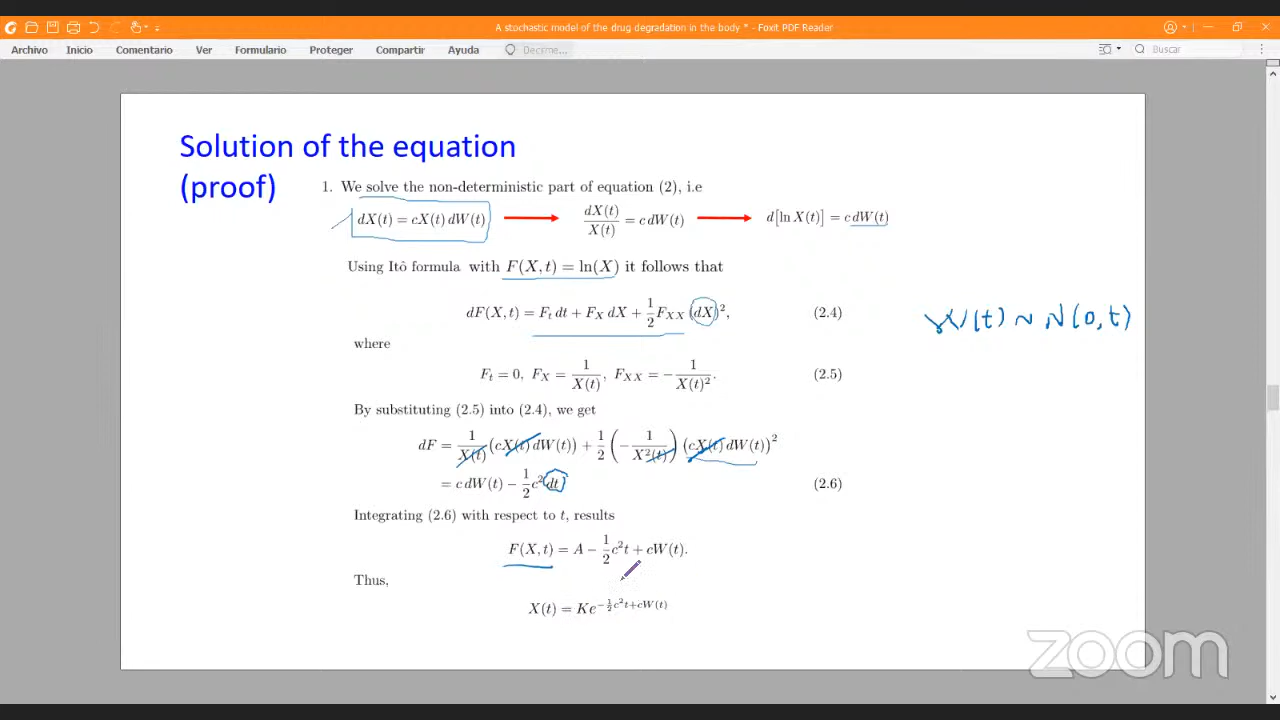 A stochastic model of the drug degradation in the body * - Foxit PDF Reader
Archivo Inicio Comentario Ver Formulario Proteger Compartir Ayuda Decirme... Buscar
Solution of the equation
(proof)
1. We solve the non-deterministic part of equation (2), i.e
dX(t) = cX(t) dW(t) → dX(t)/X(t) = c dW(t) → d[ln X(t)] = c dW(t)
Using Itô formula with F(X, t) = ln(X) it follows that
dF(X, t) = F_t dt + F_X dX + 1/2 F_XX (dX)², (2.4)
W(t) ~ N(0, t)
where
F_t = 0, F_X = 1/X(t), F_XX = −1/X(t)². (2.5)
By substituting (2.5) into (2.4), we get
dF = 1/X(t) (cX(t) dW(t)) + 1/2 (−1/X²(t)) (cX(t) dW(t))²
= c dW(t) − 1/2 c² dt (2.6)
Integrating (2.6) with respect to t, results
F(X, t) = A − 1/2 c²t + cW(t).
Thus,
X(t) = Ke^{−1/2 c²t+cW(t)}
zoom